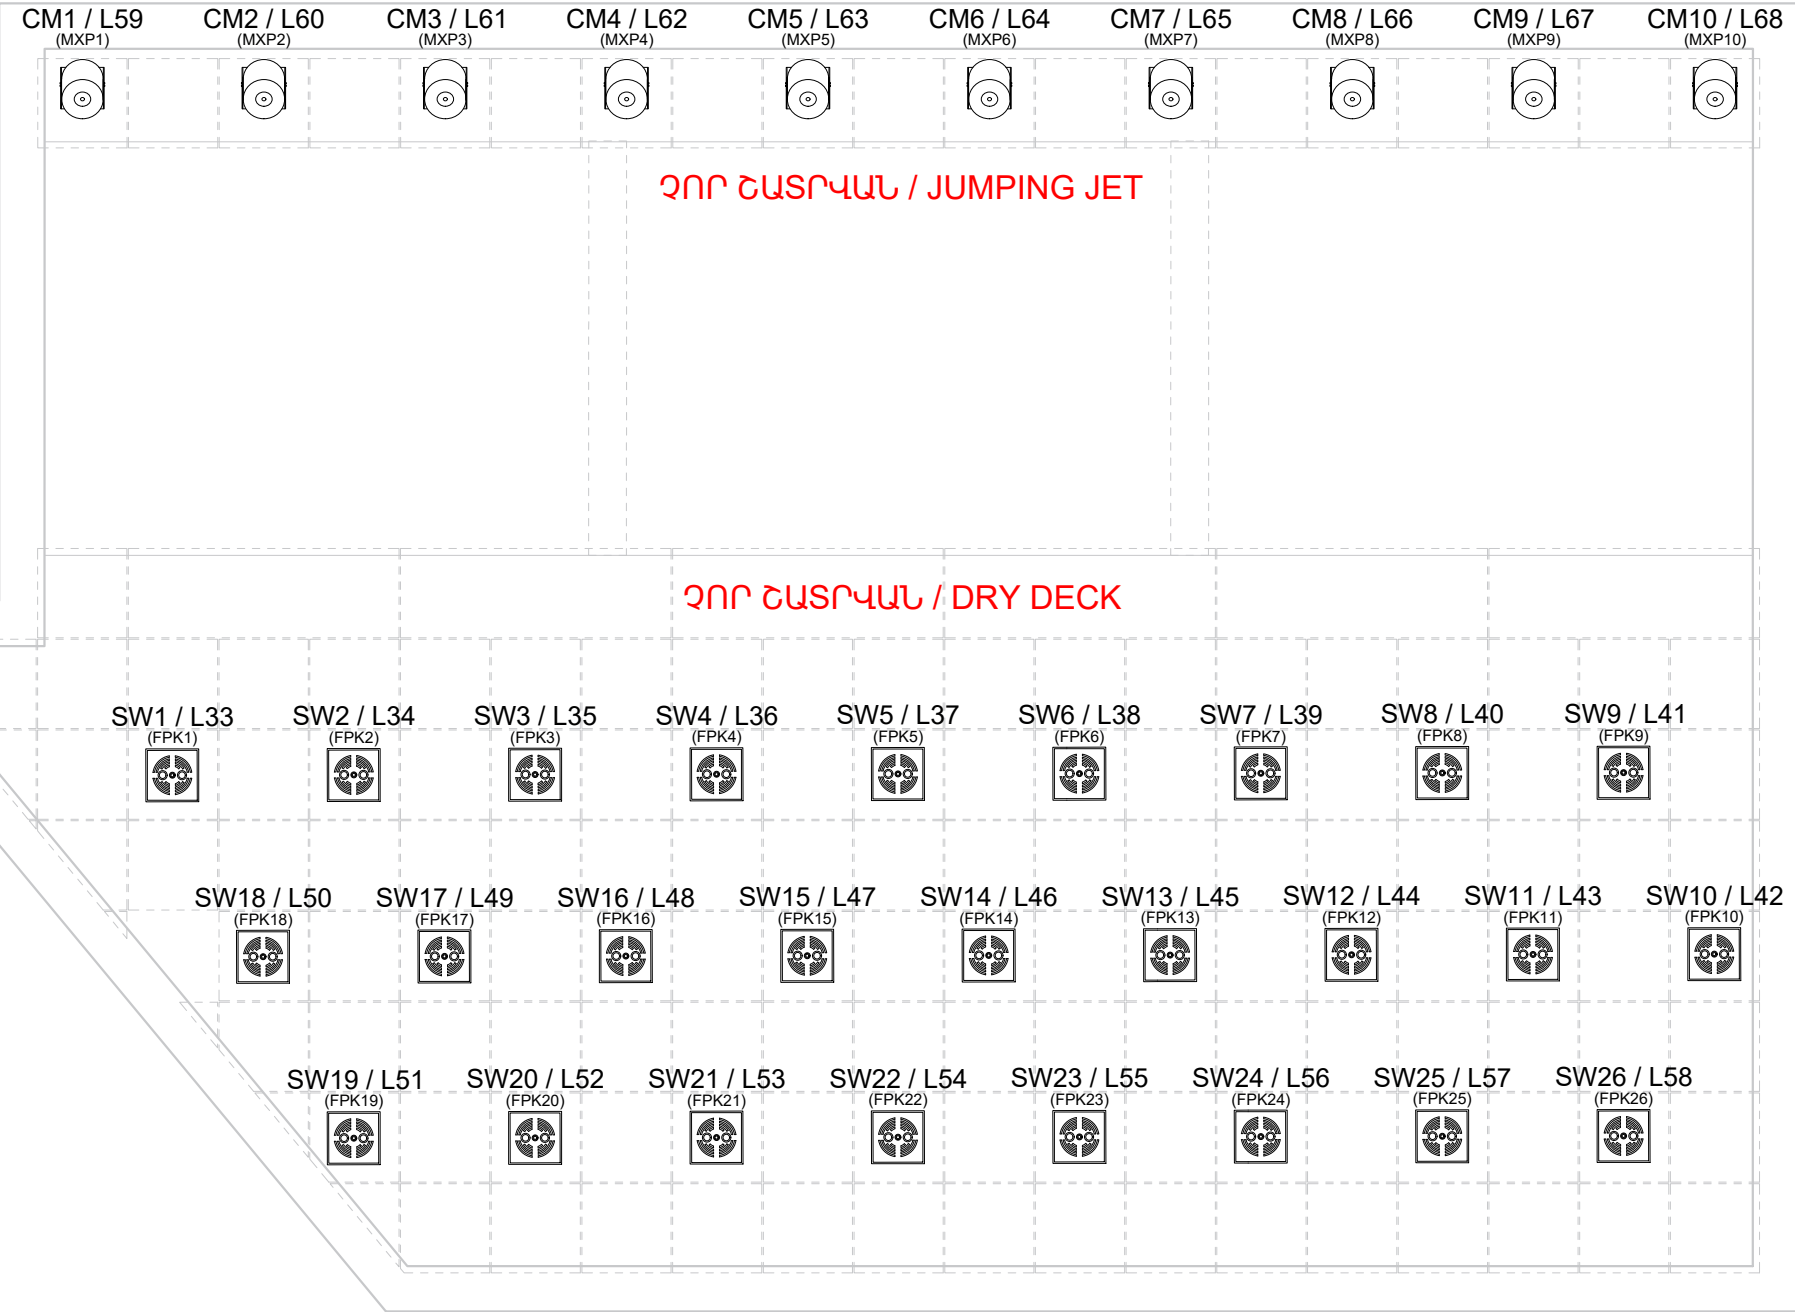 CM1 / L59 CM2 / L60 CM3 / L61 CM4 / L62 CM5 / L63 CM6 / L64 CM7 / L65 CM8 / L66 CM9 / L67 CM10 / L68
(MXP1) (MXP2) (MXP3) (MXP4) (MXP5) (MXP6) (MXP7) (MXP8) (MXP9) (MXP10)
ՉՈՐ ՇԱՏՐՎԱՆ / JUMPING JET
ՉՈՐ ՇԱՏՐՎԱՆ / DRY DECK
SW1 / L33 SW2 / L34 SW3 / L35 SW4 / L36 SW5 / L37 SW6 / L38 SW7 / L39 SW8 / L40 SW9 / L41
(FPK1) (FPK2) (FPK3) (FPK4) (FPK5) (FPK6) (FPK7) (FPK8) (FPK9)
SW18 / L50 SW17 / L49 SW16 / L48 SW15 / L47 SW14 / L46 SW13 / L45 SW12 / L44 SW11 / L43 SW10 / L42
(FPK18) (FPK17) (FPK16) (FPK15) (FPK14) (FPK13) (FPK12) (FPK11) (FPK10)
SW19 / L51 SW20 / L52 SW21 / L53 SW22 / L54 SW23 / L55 SW24 / L56 SW25 / L57 SW26 / L58
(FPK19) (FPK20) (FPK21) (FPK22) (FPK23) (FPK24) (FPK25) (FPK26)